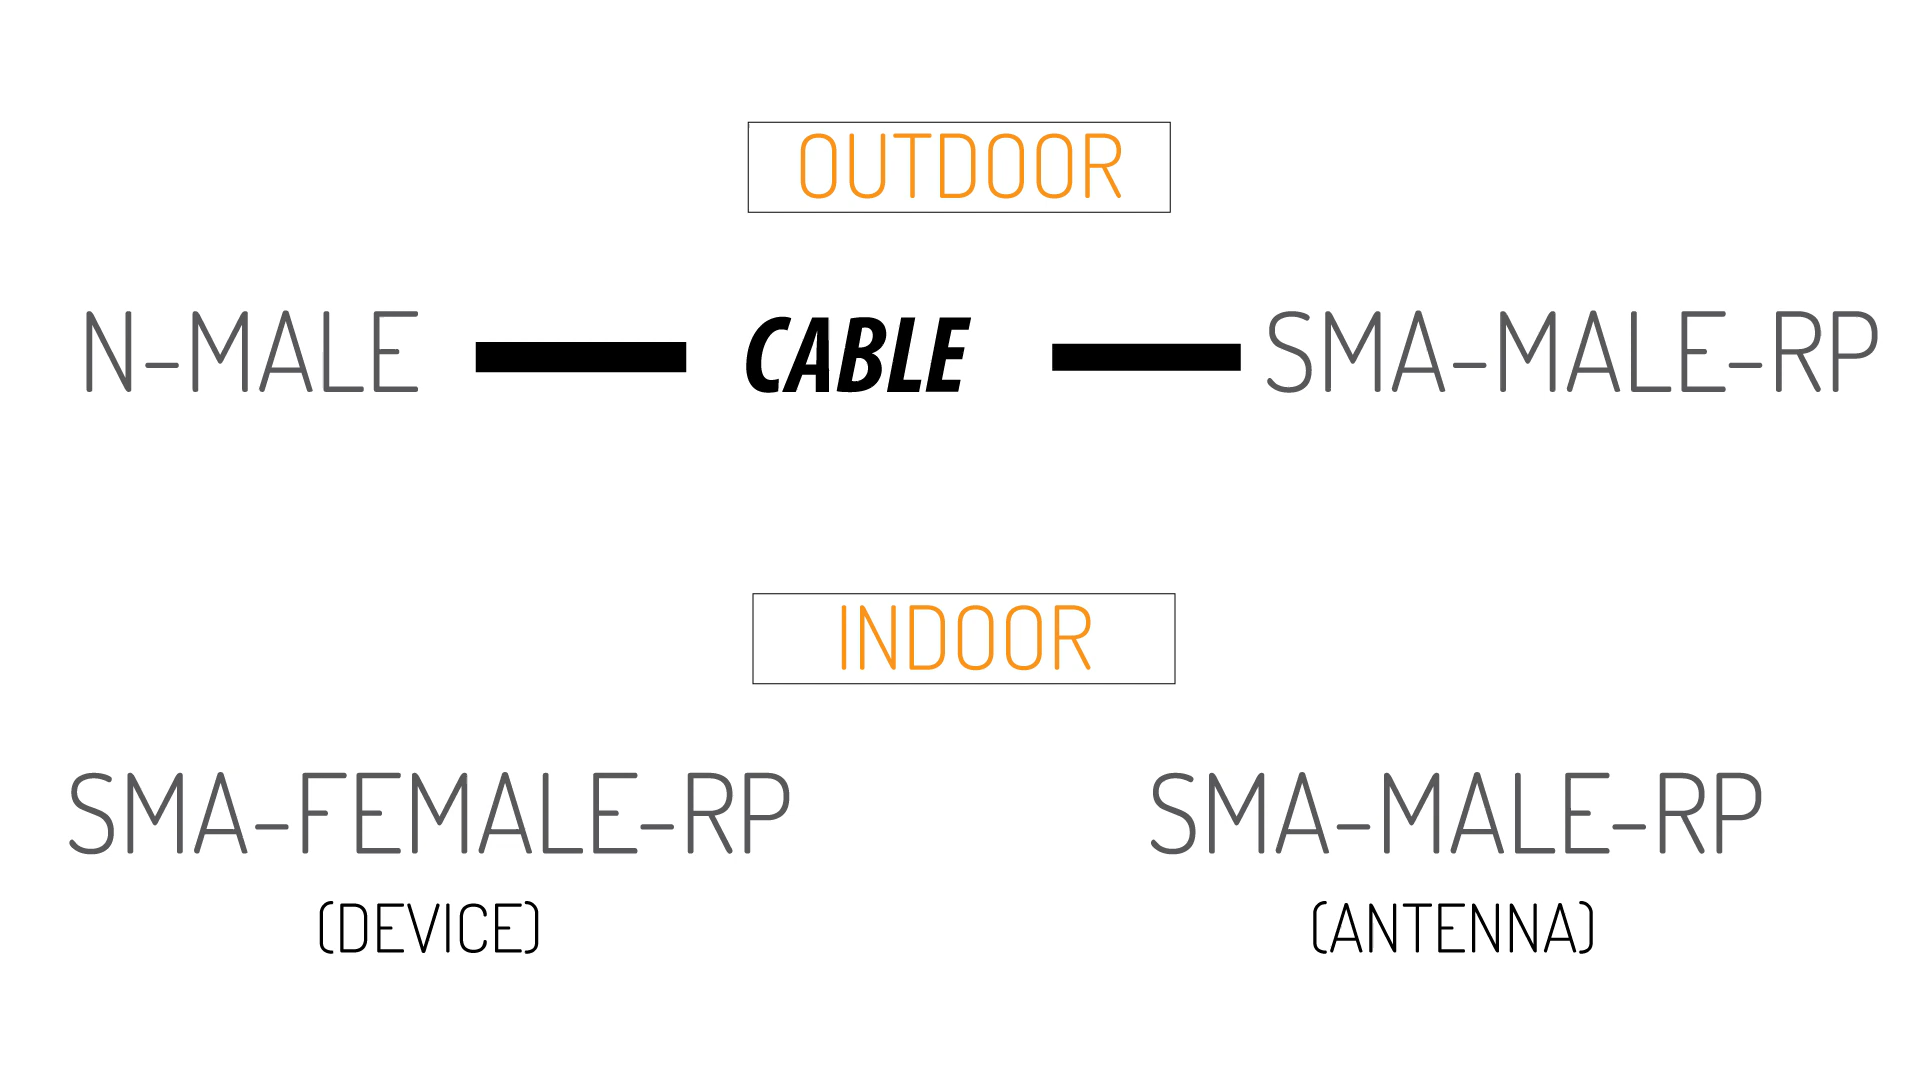 OUTDOOR
N-MALE CABLE SMA-MALE-RP
INDOOR
SMA-FEMALE-RP SMA-MALE-RP
(DEVICE) (ANTENNA)